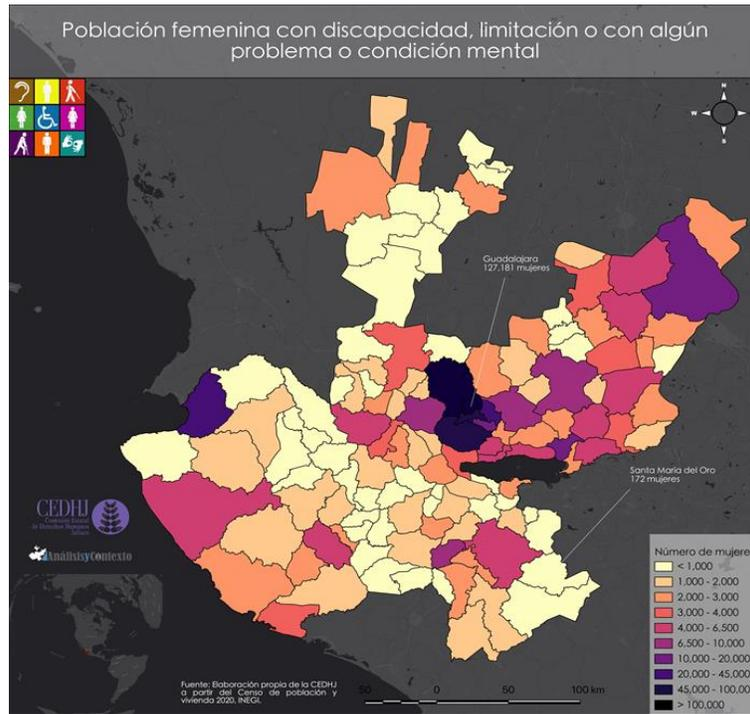 Población femenina con discapacidad, limitación o con algún
problema o condición mental
N
W
S
Guadalajara
127,181 mujeres
Santa Maria del Oro
172 mujeres
CEDHJ
Comisión Estatal
de Derechos Humanos
Jalisco
AnálisisyContexto
Número de mujere
< 1,000
1,000 - 2,000
2,000 - 3,000
3,000 - 4,000
4,000 - 6,500
6,500 - 10,000
10,000 - 20,000
20,000 - 45,000
45,000 - 100,000
> 100,000
Fuente: Elaboración propia de la CEDHJ
a partir del Censo de población y
vivienda 2020, INEGI.
50 0 50 100 km